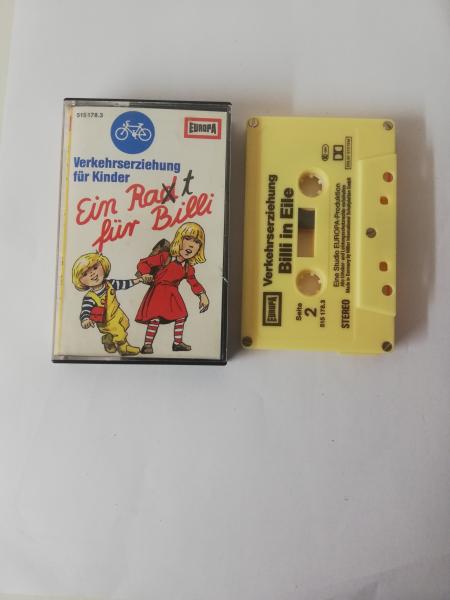 515 178.3
EUROPA
Verkehrserziehung
für Kinder
Ein Radt
für Billi
EUROPA
Verkehrserziehung
Billi in Eile
Seite
2
515 178.3
Eine Studio EUROPA-Produktion
STEREO